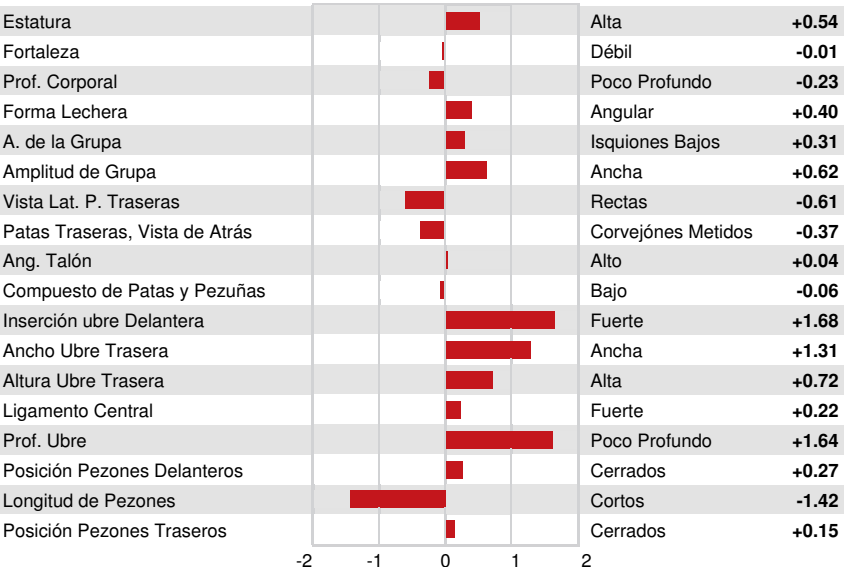 Estatura Alta +0.54
Fortaleza Débil -0.01
Prof. Corporal Poco Profundo -0.23
Forma Lechera Angular +0.40
A. de la Grupa Isquiones Bajos +0.31
Amplitud de Grupa Ancha +0.62
Vista Lat. P. Traseras Rectas -0.61
Patas Traseras, Vista de Atrás Corvejónes Metidos -0.37
Ang. Talón Alto +0.04
Compuesto de Patas y Pezuñas Bajo -0.06
Inserción ubre Delantera Fuerte +1.68
Ancho Ubre Trasera Ancha +1.31
Altura Ubre Trasera Alta +0.72
Ligamento Central Fuerte +0.22
Prof. Ubre Poco Profundo +1.64
Posición Pezones Delanteros Cerrados +0.27
Longitud de Pezones Cortos -1.42
Posición Pezones Traseros Cerrados +0.15
-2 -1 0 1 2